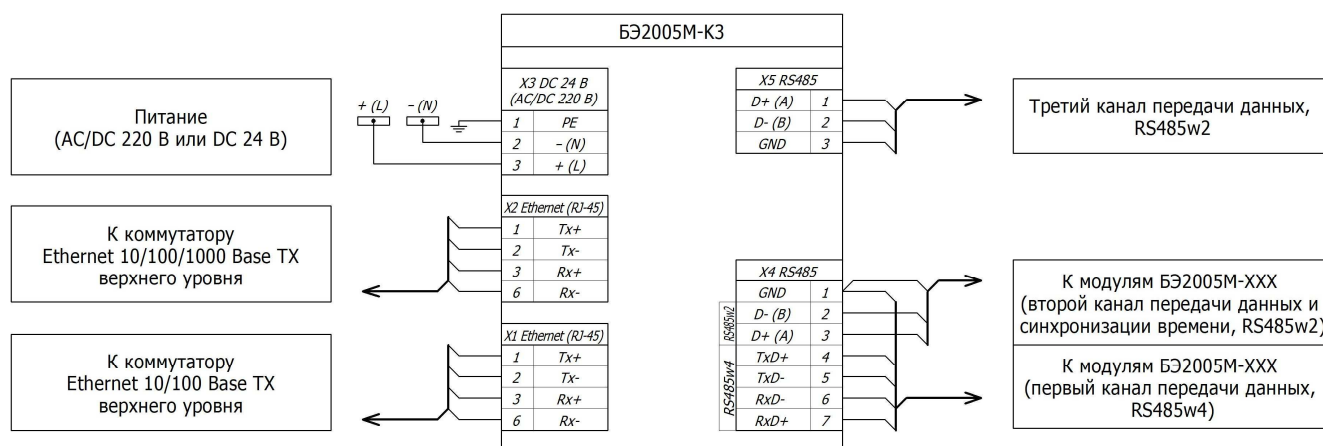 БЭ2005М-К3
Питание
(AC/DC 220 В или DC 24 В)
+ (L)
- (N)
X3 DC 24 В
(AC/DC 220 В)
1 PE
2 - (N)
3 + (L)
К коммутатору
Ethernet 10/100/1000 Base TX
верхнего уровня
X2 Ethernet (RJ-45)
1 Tx+
2 Tx-
3 Rx+
6 Rx-
К коммутатору
Ethernet 10/100 Base TX
верхнего уровня
X1 Ethernet (RJ-45)
1 Tx+
2 Tx-
3 Rx+
6 Rx-
X5 RS485
D+ (A) 1
D- (B) 2
GND 3
Третий канал передачи данных,
RS485w2
X4 RS485
GND 1
D- (B) 2
D+ (A) 3
TxD+ 4
TxD- 5
RxD- 6
RxD+ 7
RS485w2
RS485w4
К модулям БЭ2005М-XXX
(второй канал передачи данных и
синхронизации времени, RS485w2)
К модулям БЭ2005М-XXX
(первый канал передачи данных,
RS485w4)